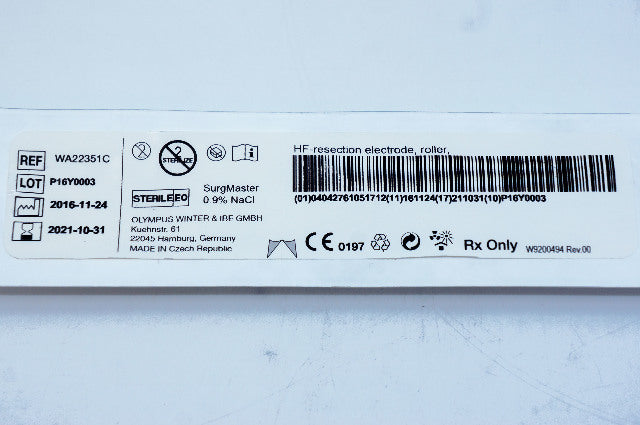 REF WA22351C
LOT P16Y0003
2016-11-24
2021-10-31
2
2
STERILIZE
STERILE EO
SurgMaster
0.9% NaCl
OLYMPUS WINTER & IBE GMBH
Kuehnstr. 61
22045 Hamburg, Germany
MADE IN Czech Republic
HF-resection electrode, roller,
(01)04042761051712(11)161124(17)211031(10)P16Y0003
CE 0197
Rx Only
W9200494 Rev.00